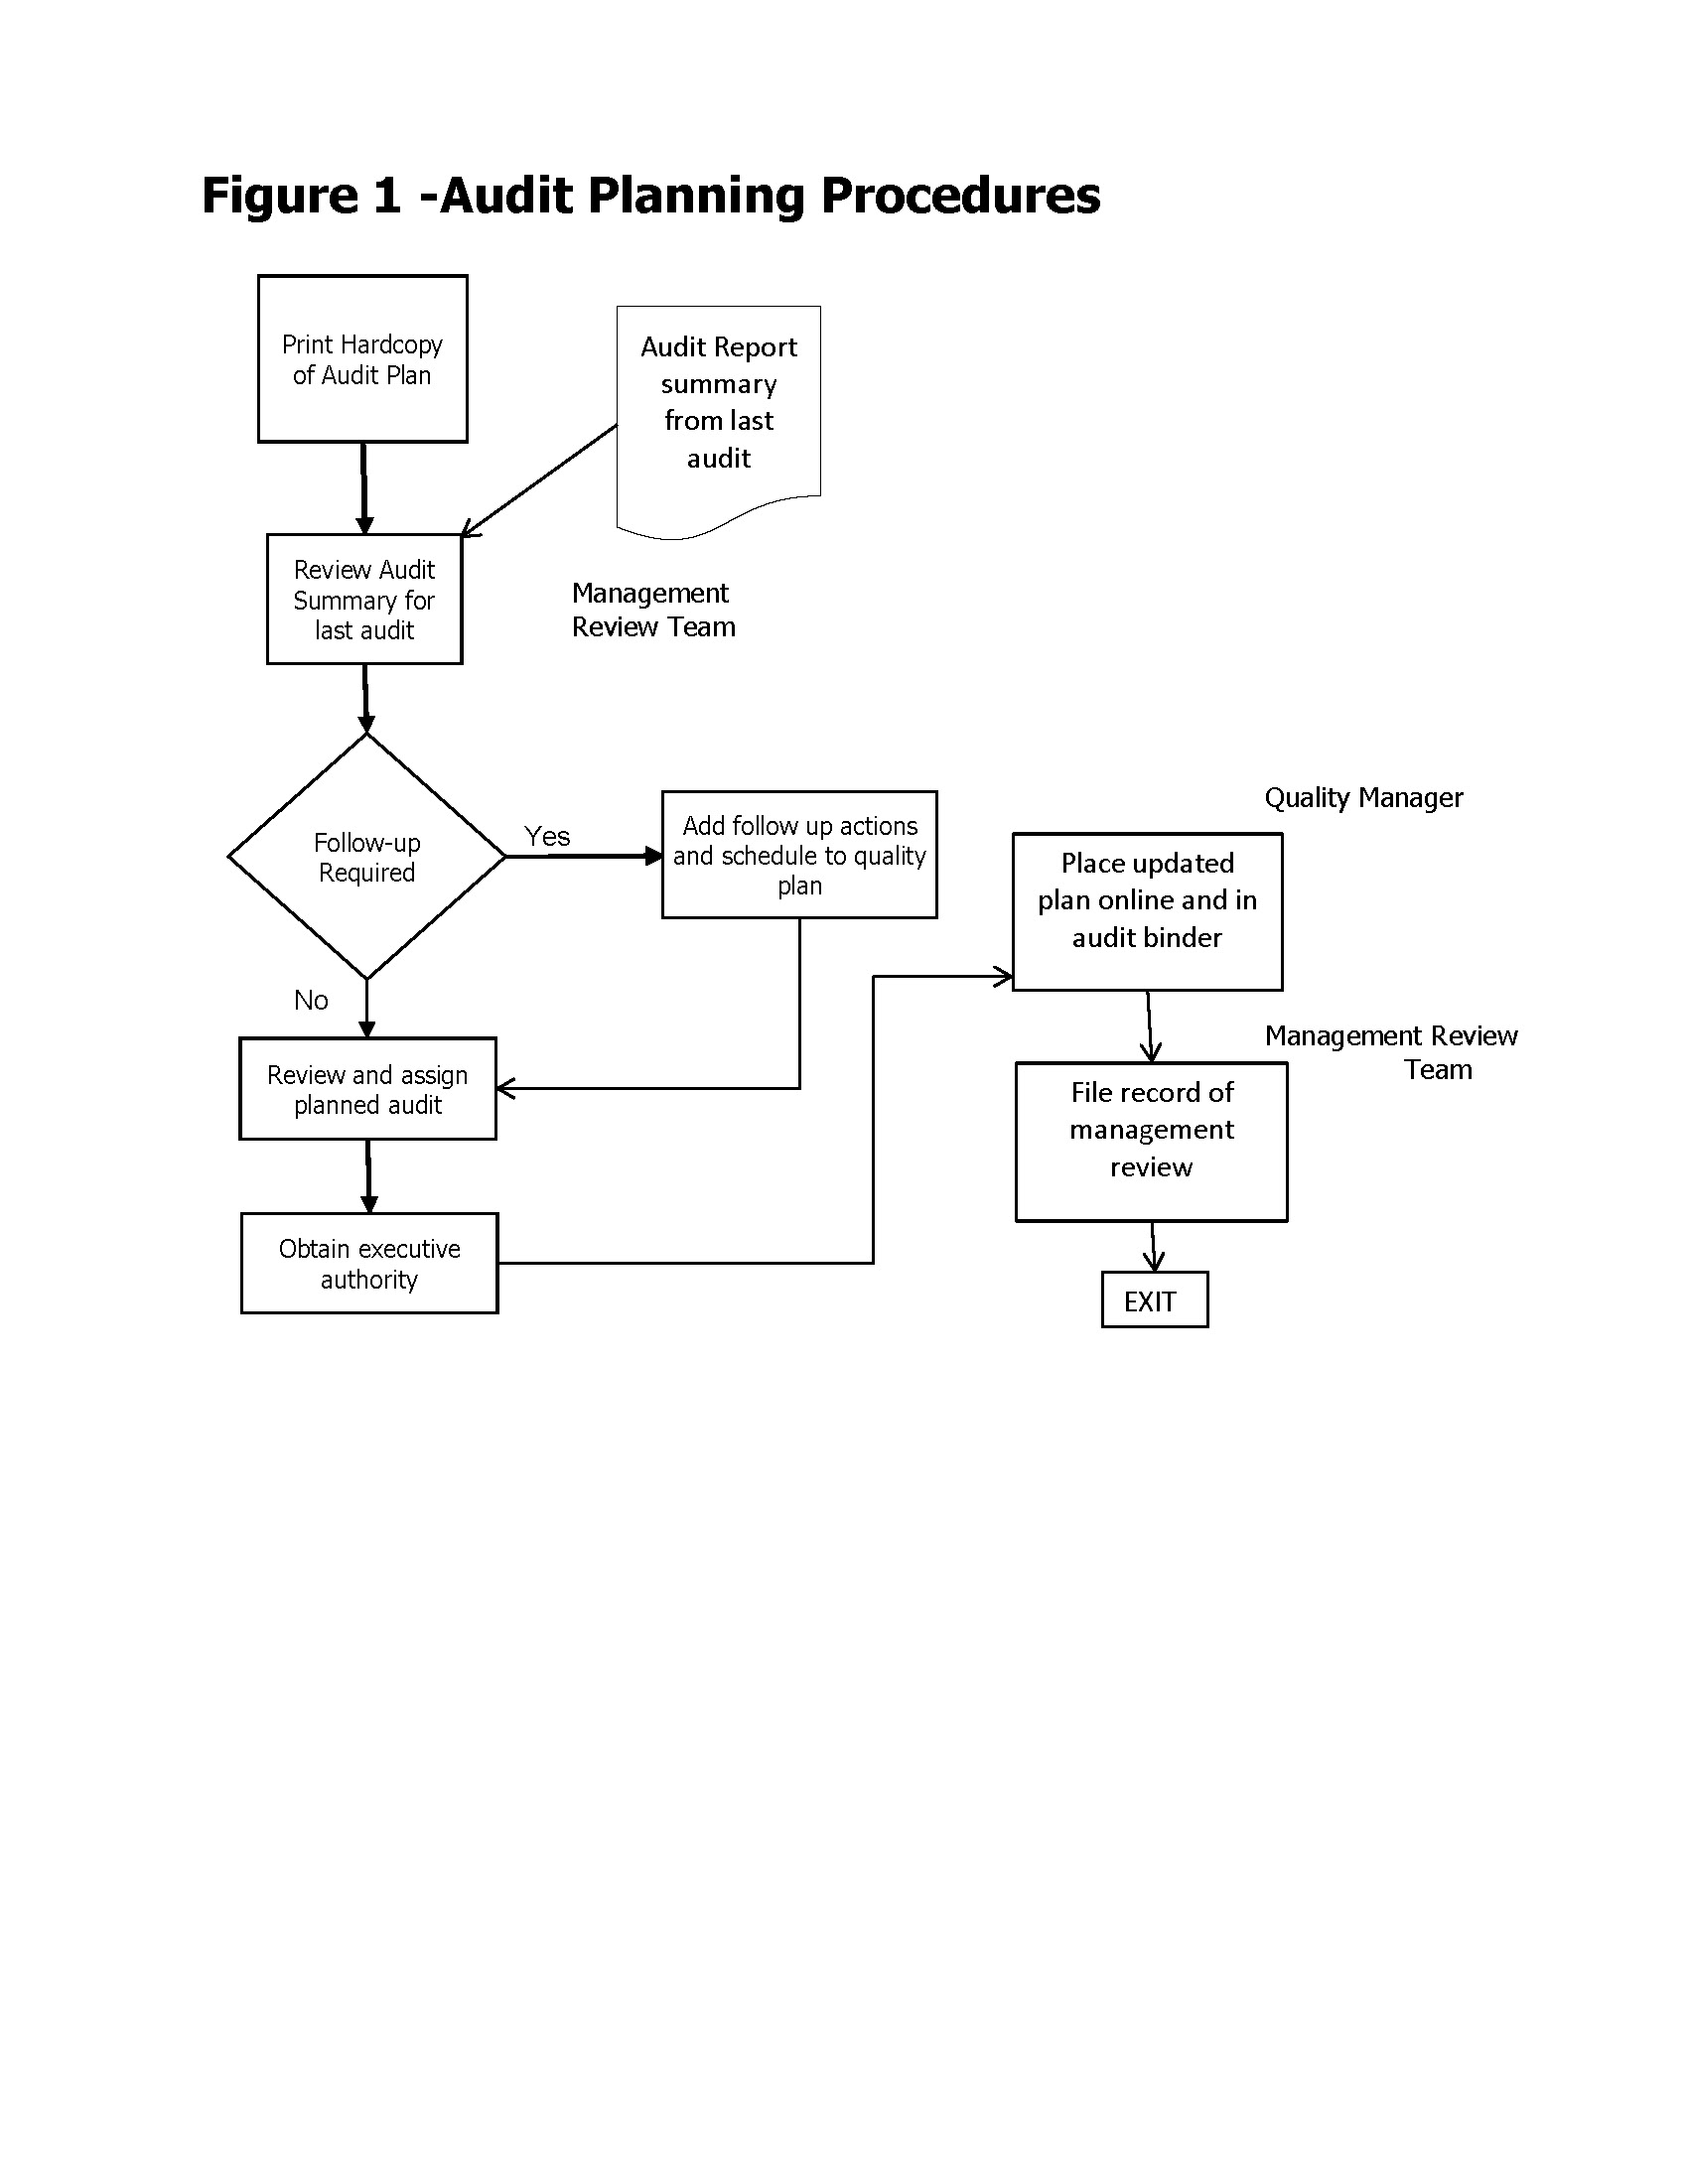 Figure 1 -Audit Planning Procedures
Print Hardcopy
of Audit Plan
Audit Report
summary
from last
audit
Review Audit
Summary for
last audit
Management
Review Team
Follow-up
Required
Yes
Add follow up actions
and schedule to quality
plan
Quality Manager
Place updated
plan online and in
audit binder
No
Review and assign
planned audit
Management Review
Team
File record of
management
review
Obtain executive
authority
EXIT